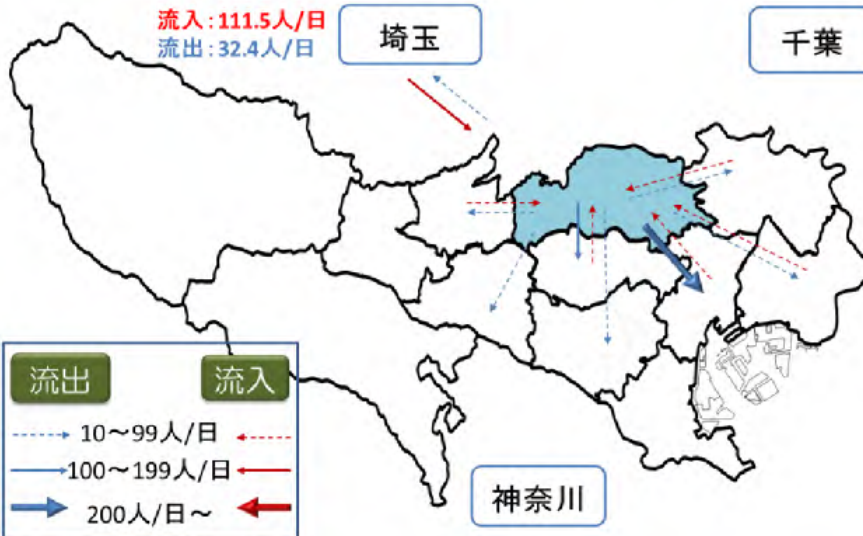 流入：111.5人/日
流出：32.4人/日
埼玉
千葉
流出 流入
10～99人/日
100～199人/日
200人/日～
神奈川